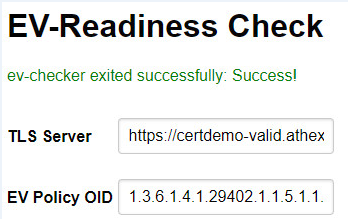 EV-Readiness Check
ev-checker exited successfully: Success!
TLS Server https://certdemo-valid.athex
EV Policy OID 1.3.6.1.4.1.29402.1.1.5.1.1.